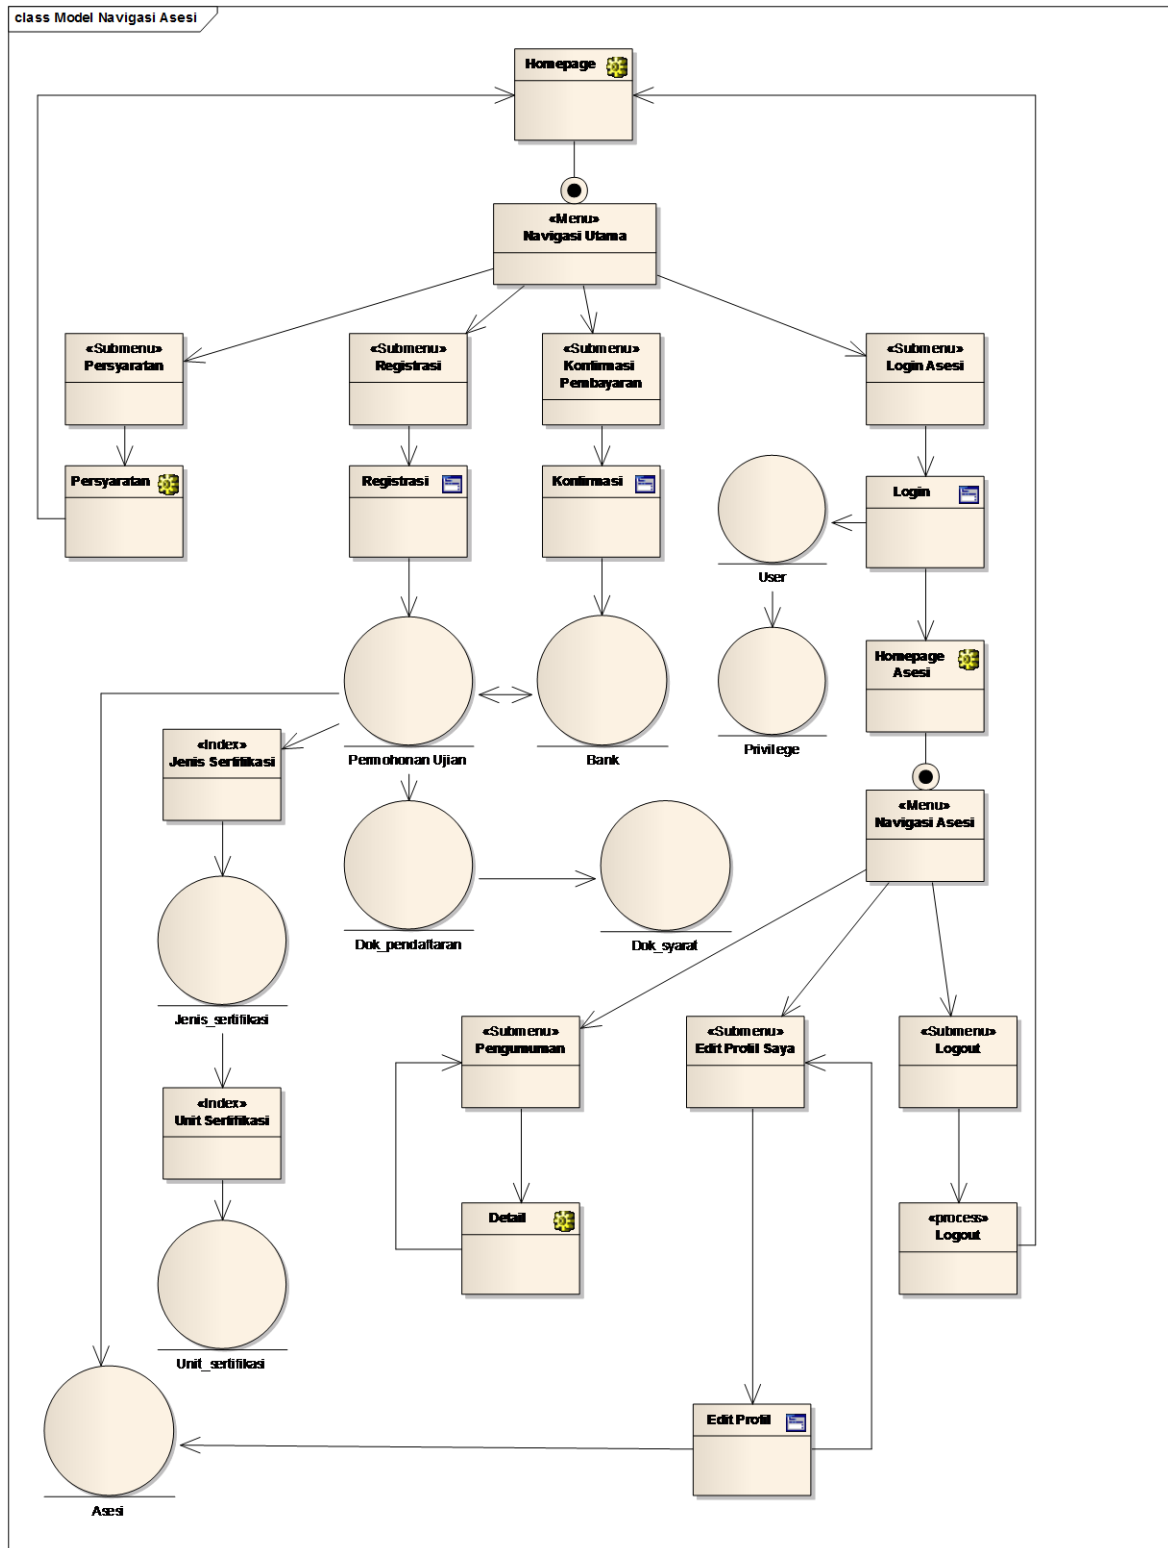 class Model Navigasi Asesi
Homepage
«Menu»
Navigasi Utama
«Submenu»
Persyaratan
«Submenu»
Registrasi
«Submenu»
Konfirmasi
Pembayaran
«Submenu»
Login Asesi
Persyaratan
Registrasi
Konfirmasi
Login
User
Homepage
Asesi
Privilege
«Index»
Jenis Sertifikasi
Permohonan Ujian
Bank
«Menu»
Navigasi Asesi
Dok_pendaftaran
Dok_syarat
Jenis_sertifikasi
«Submenu»
Pengumuman
«Submenu»
Edit Profil Saya
«Submenu»
Logout
«Index»
Unit Sertifikasi
Detail
«process»
Logout
Unit_sertifikasi
Edit Profil
Asesi